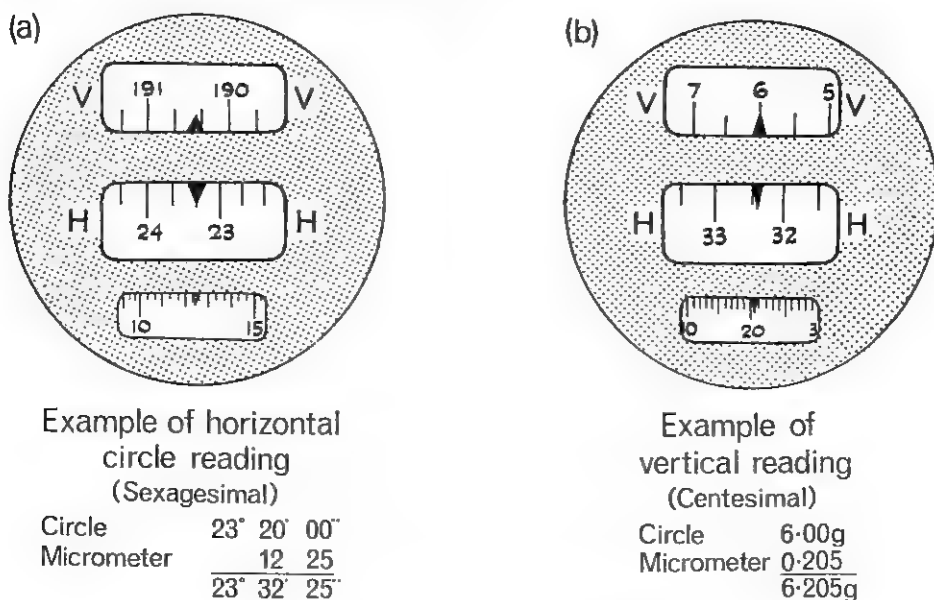 (a)
V 191 190 V
H 24 23 H
10 15
Example of horizontal
circle reading
(Sexagesimal)
Circle 23° 20' 00"
Micrometer 12 25
23° 32' 25"
(b)
V 7 6 5 V
H 33 32 H
10 20 3
Example of
vertical reading
(Centesimal)
Circle 6·00g
Micrometer 0·205
6·205g